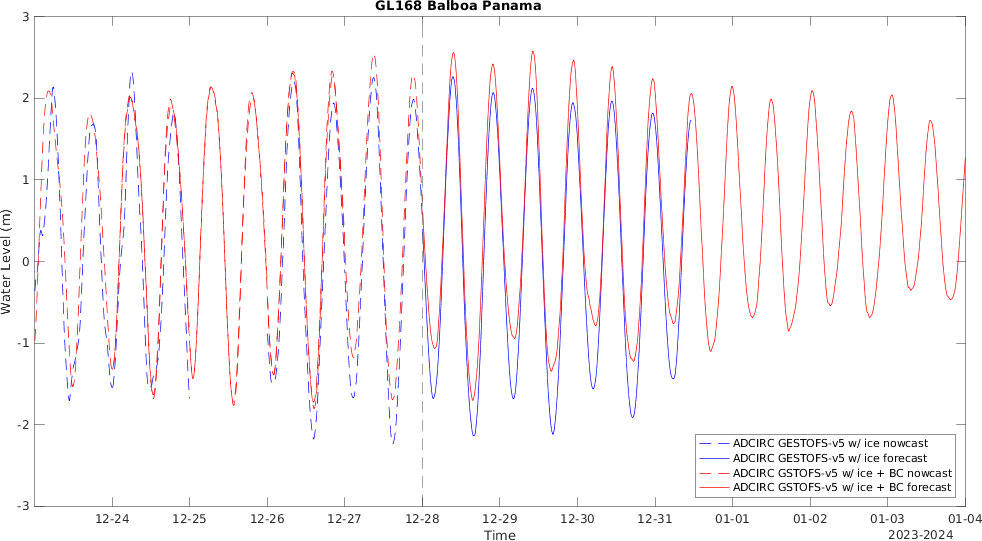 GL168 Balboa Panama
3
2
1
0
-1
-2
-3
Water Level (m)
12-24
12-25
12-26
12-27
12-28
12-29
12-30
12-31
01-01
01-02
01-03
01-04
Time
2023-2024
ADCIRC GESTOFS-v5 w/ ice nowcast
ADCIRC GESTOFS-v5 w/ ice forecast
ADCIRC GSTOFS-v5 w/ ice + BC nowcast
ADCIRC GSTOFS-v5 w/ ice + BC forecast